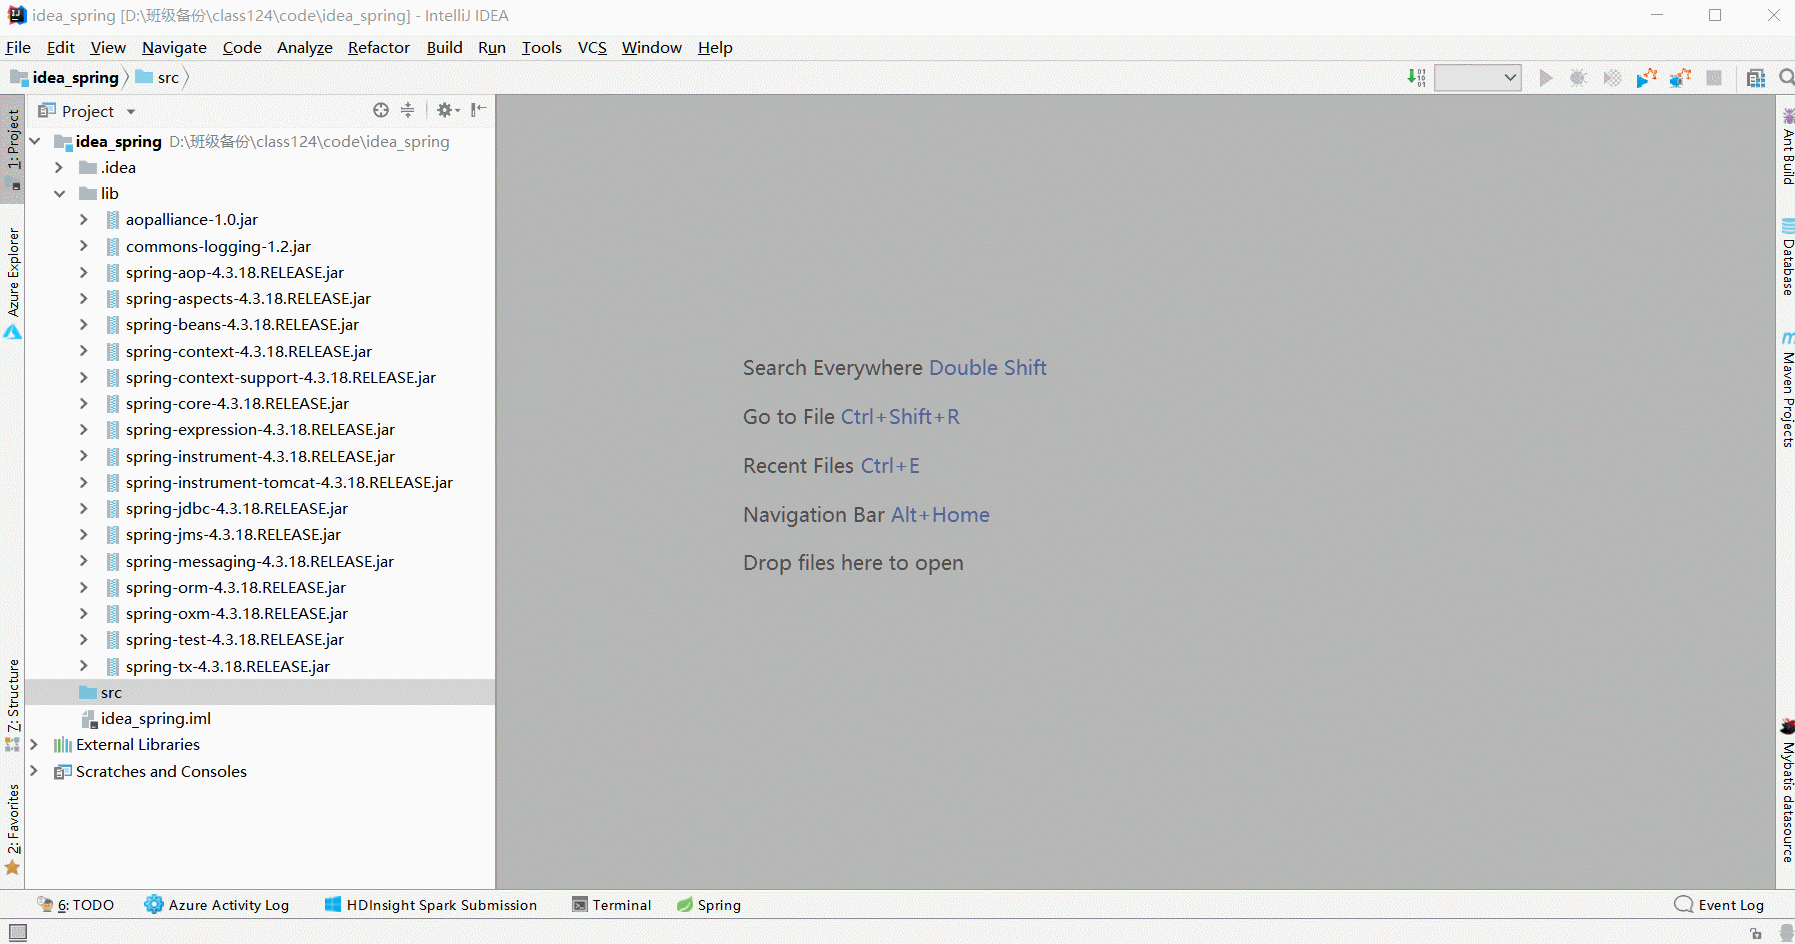 idea_spring [D:\班级备份\class124\code\idea_spring] - IntelliJ IDEA
File Edit View Navigate Code Analyze Refactor Build Run Tools VCS Window Help
idea_spring src
1: Project
Azure Explorer
Z: Structure
2: Favorites
Project
idea_spring D:\班级备份\class124\code\idea_spring
.idea
lib
aopalliance-1.0.jar
commons-logging-1.2.jar
spring-aop-4.3.18.RELEASE.jar
spring-aspects-4.3.18.RELEASE.jar
spring-beans-4.3.18.RELEASE.jar
spring-context-4.3.18.RELEASE.jar
spring-context-support-4.3.18.RELEASE.jar
spring-core-4.3.18.RELEASE.jar
spring-expression-4.3.18.RELEASE.jar
spring-instrument-4.3.18.RELEASE.jar
spring-instrument-tomcat-4.3.18.RELEASE.jar
spring-jdbc-4.3.18.RELEASE.jar
spring-jms-4.3.18.RELEASE.jar
spring-messaging-4.3.18.RELEASE.jar
spring-orm-4.3.18.RELEASE.jar
spring-oxm-4.3.18.RELEASE.jar
spring-test-4.3.18.RELEASE.jar
spring-tx-4.3.18.RELEASE.jar
src
idea_spring.iml
External Libraries
Scratches and Consoles
Search Everywhere Double Shift
Go to File Ctrl+Shift+R
Recent Files Ctrl+E
Navigation Bar Alt+Home
Drop files here to open
Ant Build
Database
Maven Projects
Mybatis datasource
6: TODO Azure Activity Log HDInsight Spark Submission Terminal Spring Event Log